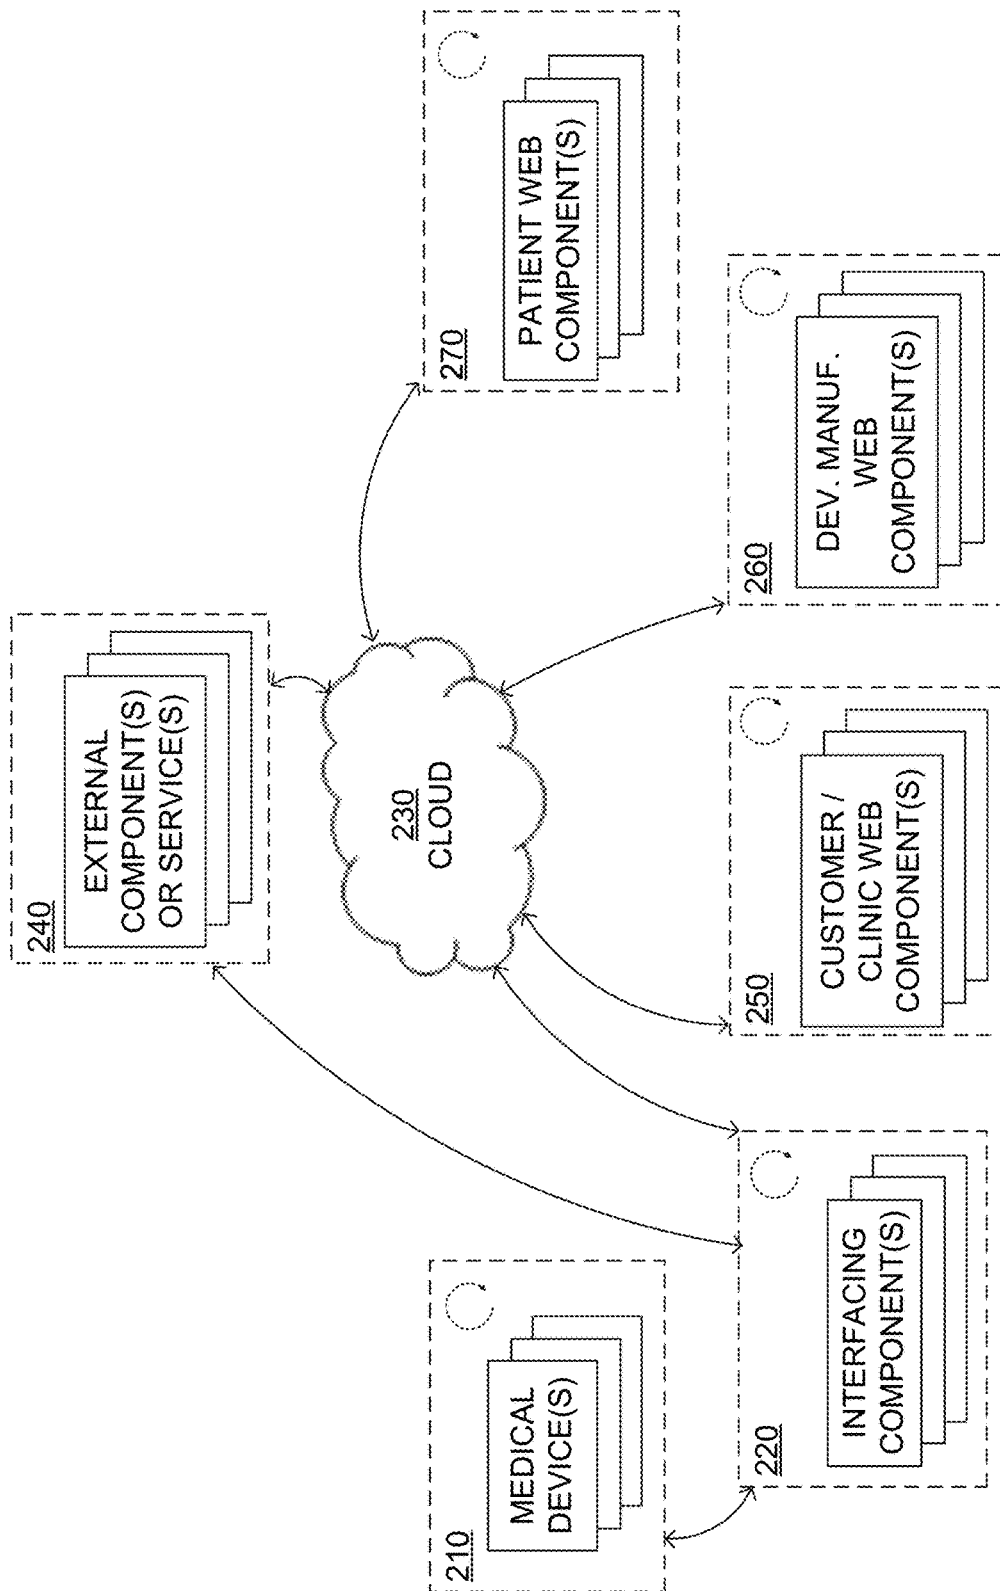 240
EXTERNAL
COMPONENT(S)
OR SERVICE(S)
230
CLOUD
210
MEDICAL
DEVICE(S)
270
PATIENT WEB
COMPONENT(S)
220
INTERFACING
COMPONENT(S)
250
CUSTOMER /
CLINIC WEB
COMPONENT(S)
260
DEV. MANUF.
WEB
COMPONENT(S)